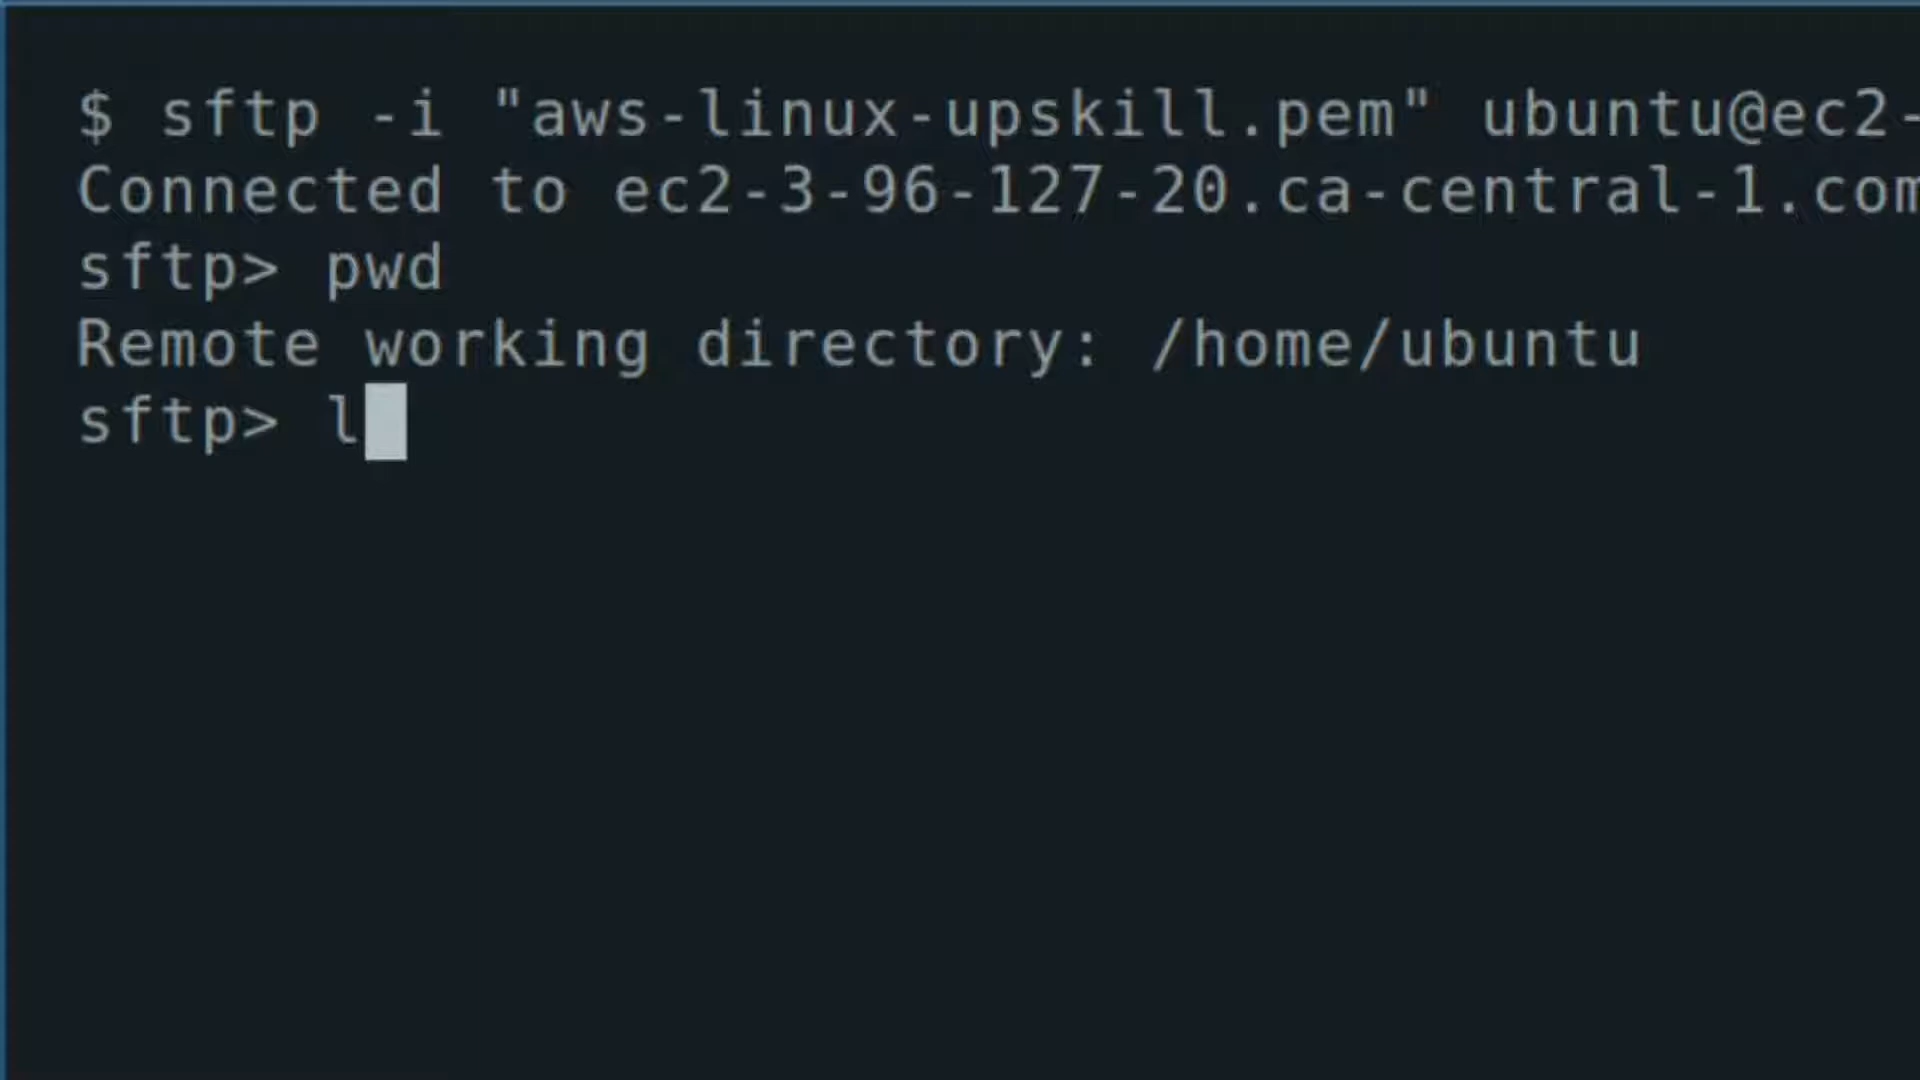 $ sftp -i "aws-linux-upskill.pem" ubuntu@ec2-
Connected to ec2-3-96-127-20.ca-central-1.com
sftp> pwd
Remote working directory: /home/ubuntu
sftp> l